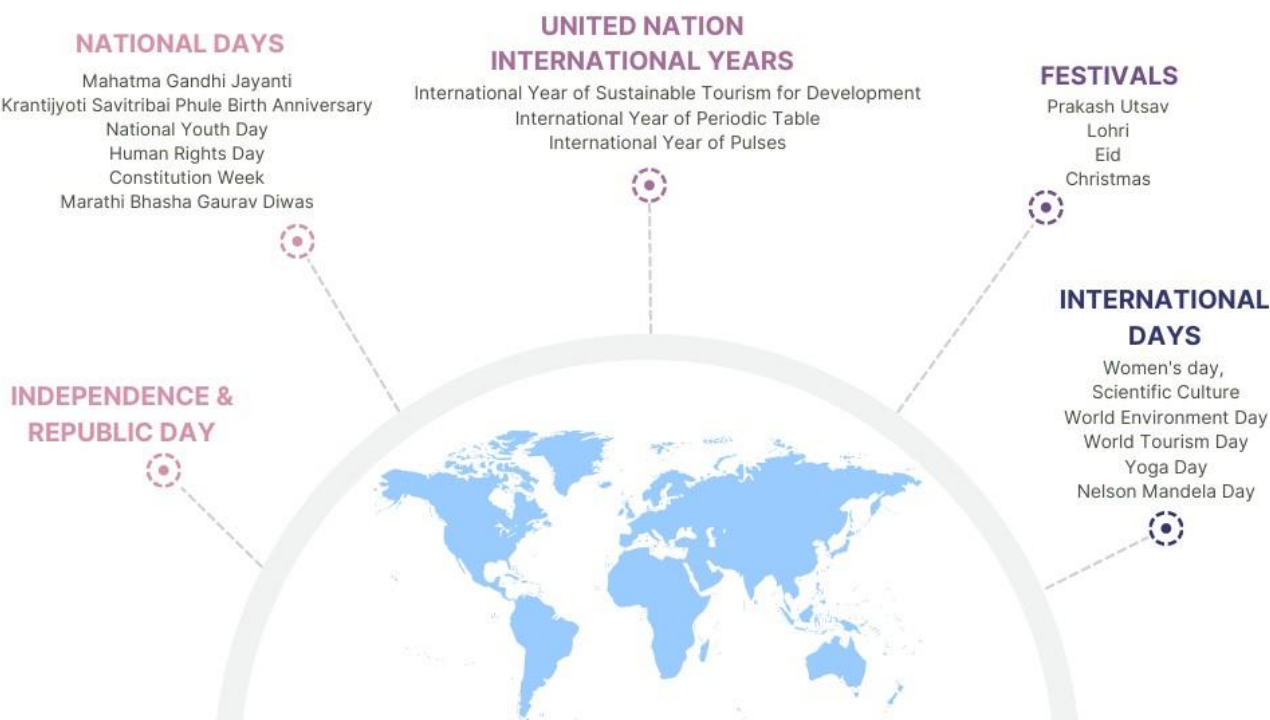 NATIONAL DAYS
Mahatma Gandhi Jayanti
Krantijyoti Savitribai Phule Birth Anniversary
National Youth Day
Human Rights Day
Constitution Week
Marathi Bhasha Gaurav Diwas
UNITED NATION
INTERNATIONAL YEARS
International Year of Sustainable Tourism for Development
International Year of Periodic Table
International Year of Pulses
FESTIVALS
Prakash Utsav
Lohri
Eid
Christmas
INTERNATIONAL
DAYS
Women's day,
Scientific Culture
World Environment Day
World Tourism Day
Yoga Day
Nelson Mandela Day
INDEPENDENCE &
REPUBLIC DAY